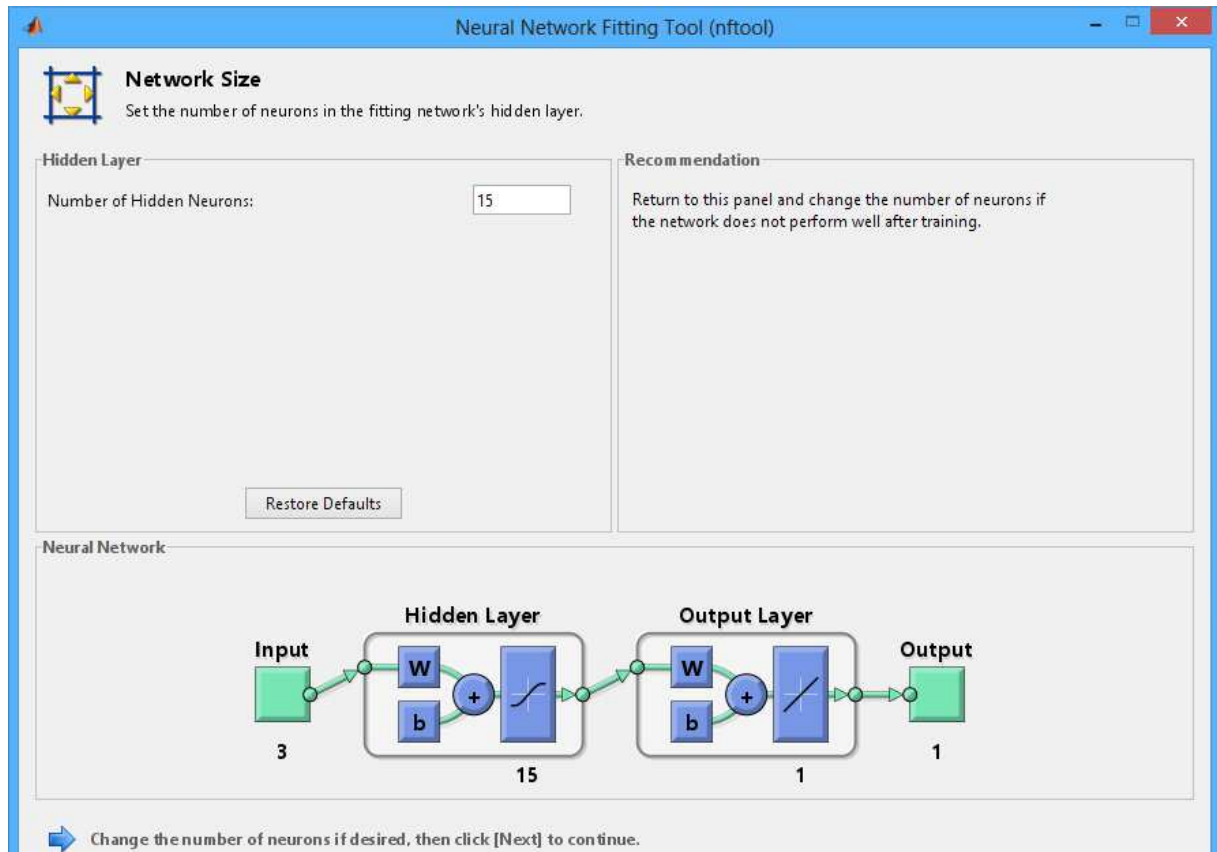 Neural Network Fitting Tool (nftool)
Network Size
Set the number of neurons in the fitting network's hidden layer.
Hidden Layer
Number of Hidden Neurons:
15
Restore Defaults
Recommendation
Return to this panel and change the number of neurons if
the network does not perform well after training.
Neural Network
Hidden Layer
Output Layer
Input
Output
W
b
+
W
b
+
3
15
1
1
Change the number of neurons if desired, then click [Next] to continue.